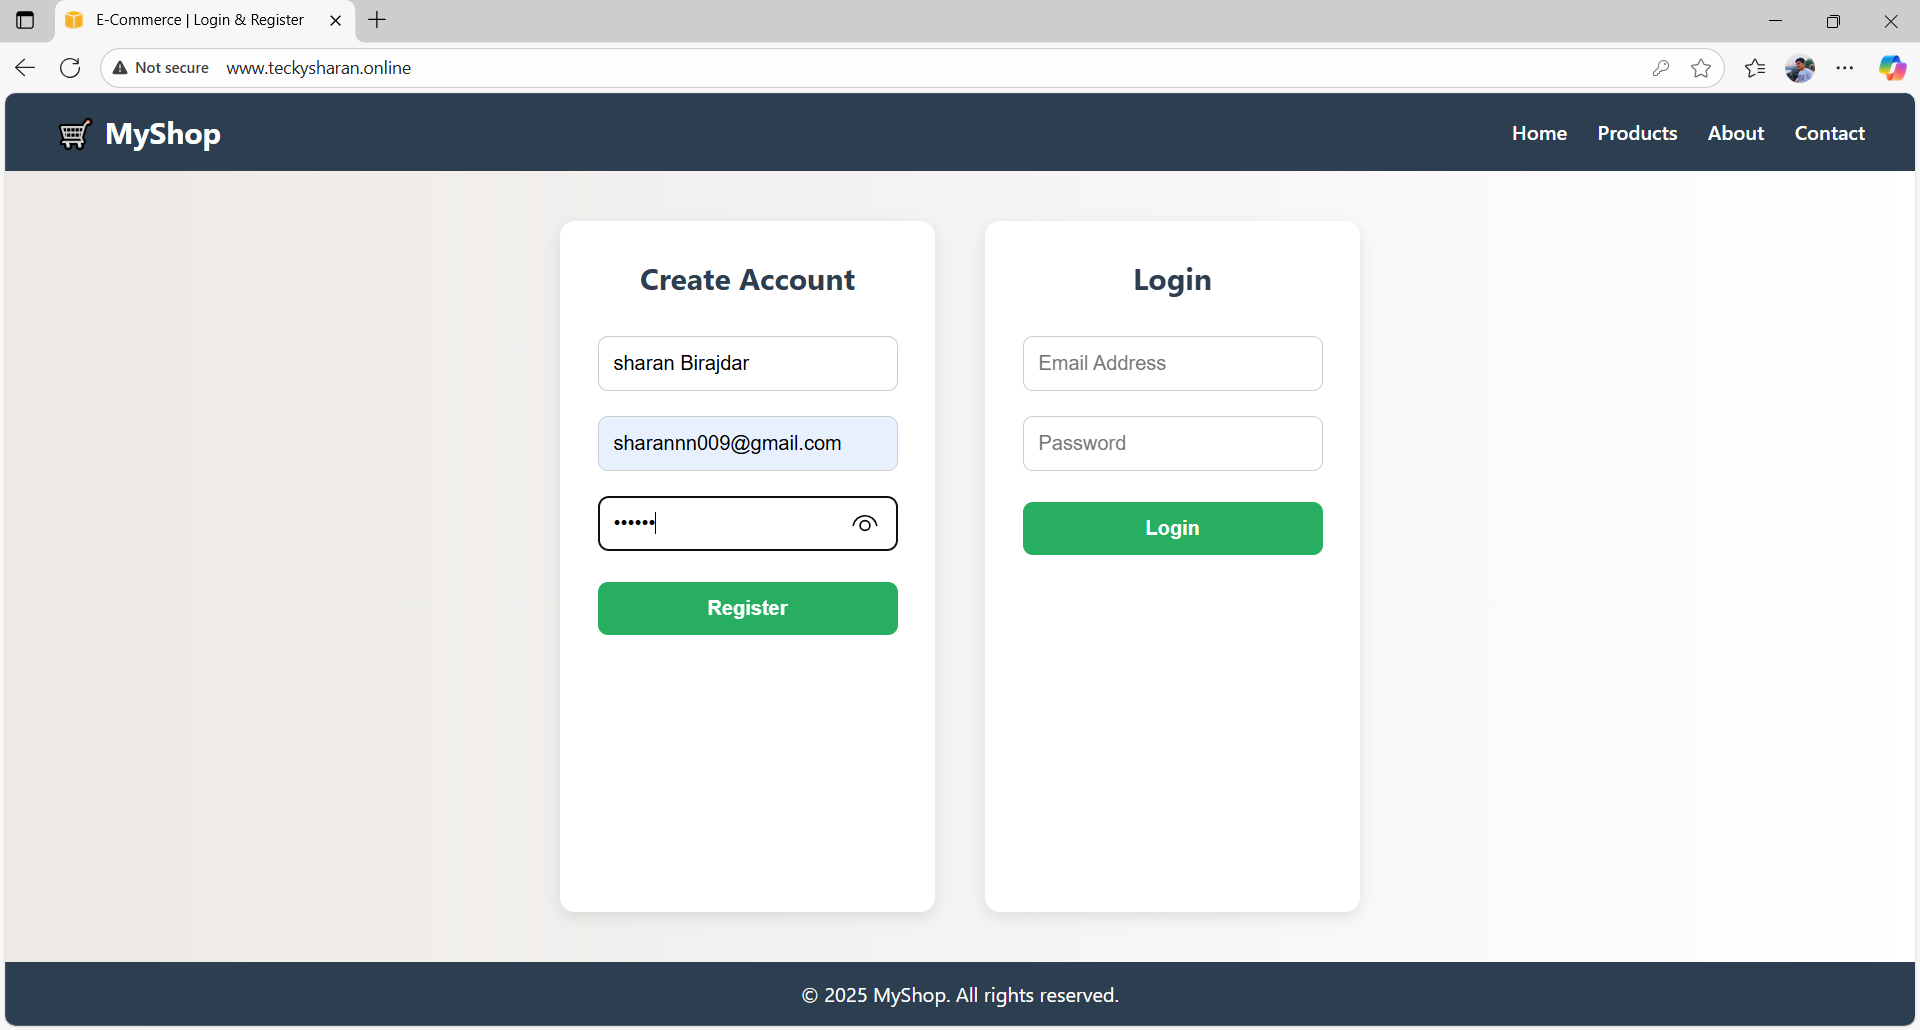 E-Commerce | Login & Register
Not secure www.teckysharan.online
MyShop
Home Products About Contact
Create Account
sharan Birajdar
sharannn009@gmail.com
••••••
Register
Login
Email Address
Password
Login
© 2025 MyShop. All rights reserved.